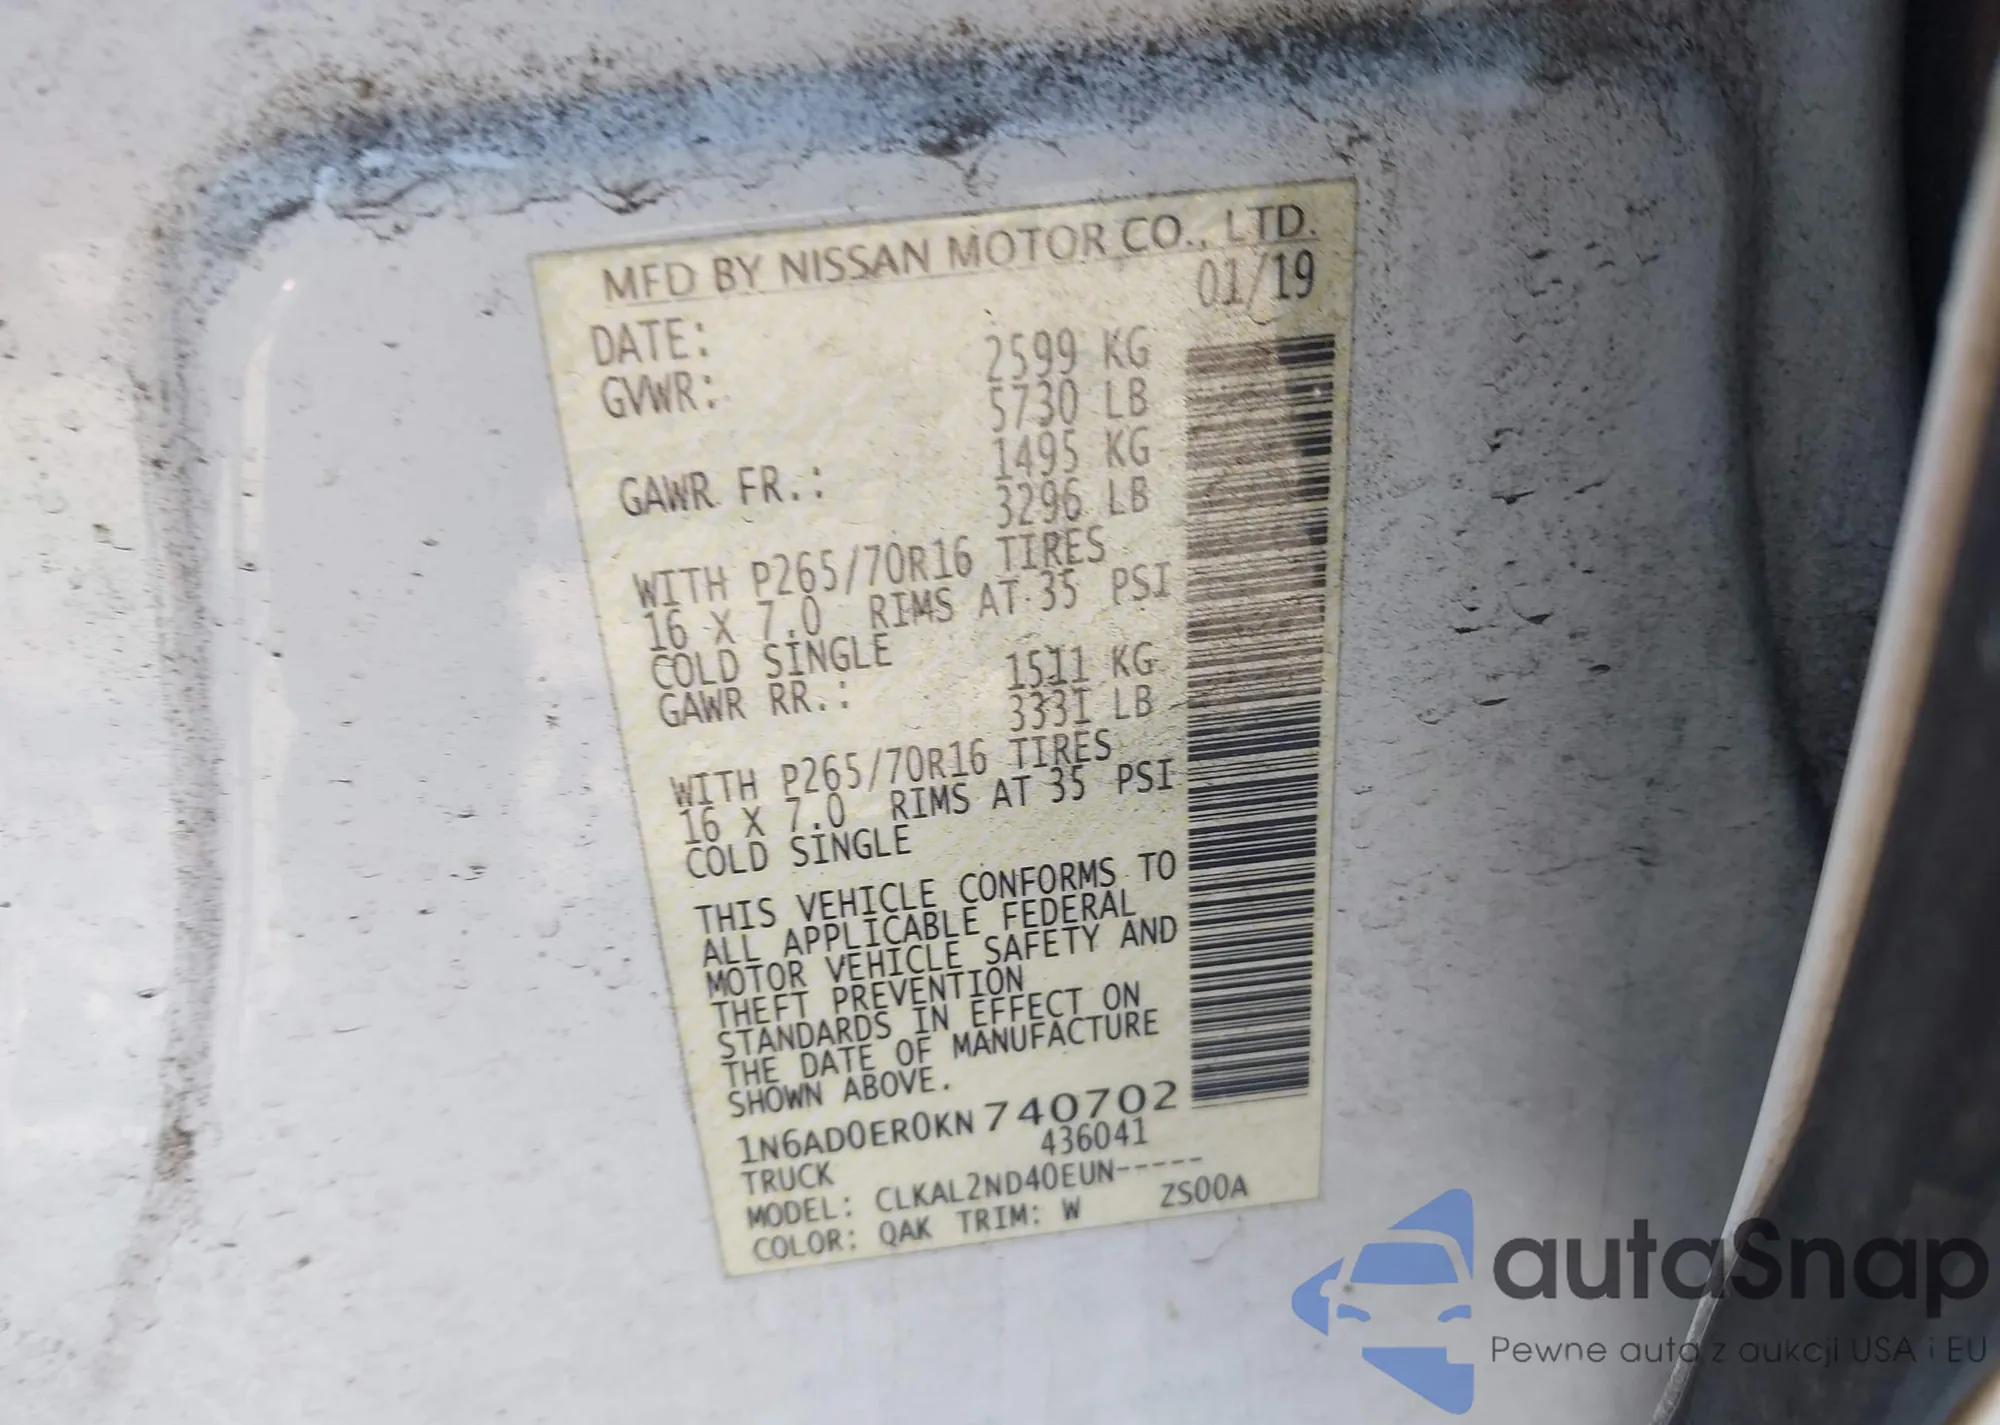 MFD BY NISSAN MOTOR CO., LTD.
DATE: 01/19
GVWR: 2599 KG
5730 LB
GAWR FR.: 1495 KG
3296 LB
WITH P265/70R16 TIRES
16 X 7.0 RIMS AT 35 PSI
COLD SINGLE
GAWR RR.: 1511 KG
3331 LB
WITH P265/70R16 TIRES
16 X 7.0 RIMS AT 35 PSI
COLD SINGLE
THIS VEHICLE CONFORMS TO
ALL APPLICABLE FEDERAL
MOTOR VEHICLE SAFETY AND
THEFT PREVENTION
STANDARDS IN EFFECT ON
THE DATE OF MANUFACTURE
SHOWN ABOVE.
1N6AD0ER0KN740702
TRUCK 436041
MODEL: CLKAL2ND40EUN-----
COLOR: QAK TRIM: W ZS00A
autaSnap
Pewne auta z aukcji USA i EU